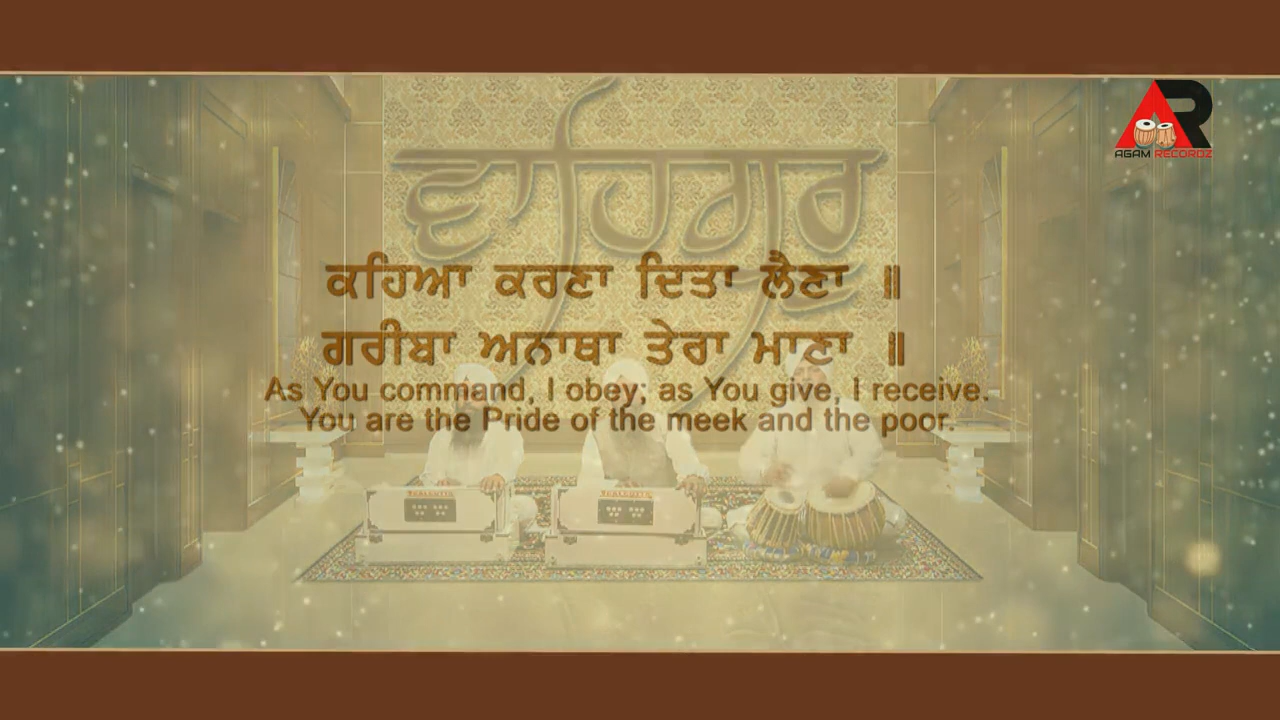 AGAM RECORDZ
ਵਾਹਿਗੁਰੂ
ਕਹਿਆ ਕਰਣਾ ਦਿਤਾ ਲੈਣਾ ॥
ਗਰੀਬਾ ਅਨਾਥਾ ਤੇਰਾ ਮਾਣਾ ॥
As You command, I obey; as You give, I receive.
You are the Pride of the meek and the poor.